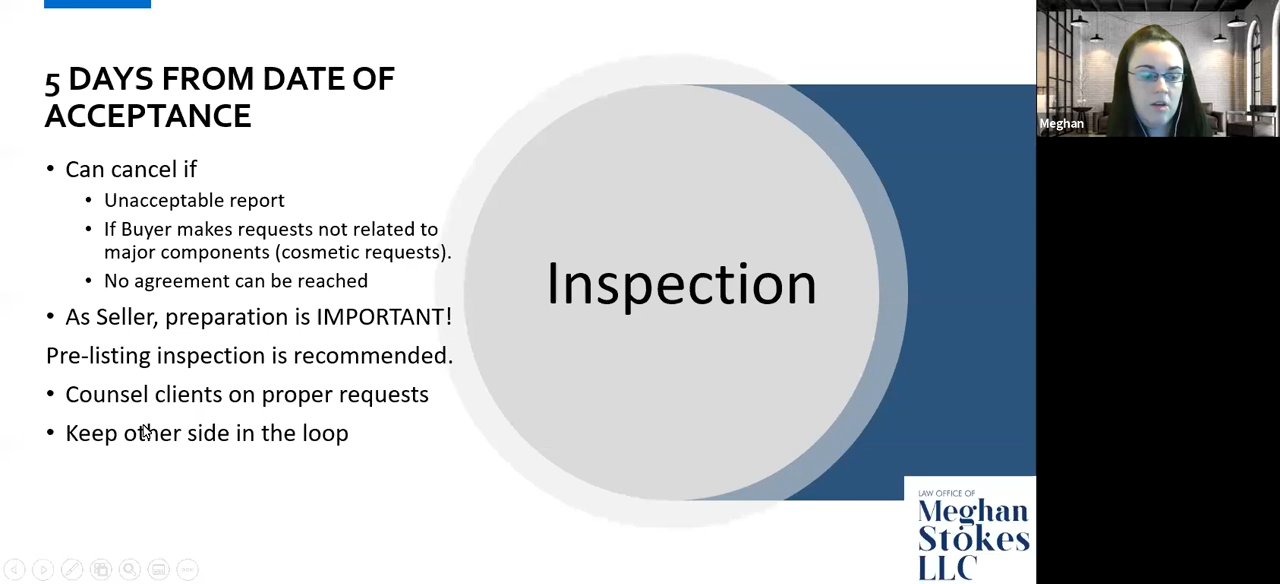 5 DAYS FROM DATE OF
ACCEPTANCE
• Can cancel if
• Unacceptable report
• If Buyer makes requests not related to
major components (cosmetic requests).
• No agreement can be reached
• As Seller, preparation is IMPORTANT!
Pre-listing inspection is recommended.
• Counsel clients on proper requests
• Keep other side in the loop
Inspection
Meghan
LAW OFFICE OF
Meghan
Stokes
LLC